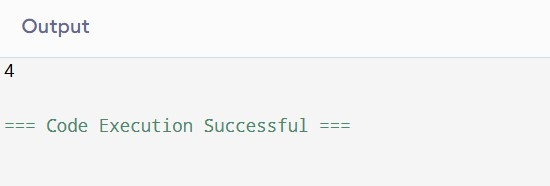 Output
4
=== Code Execution Successful ===